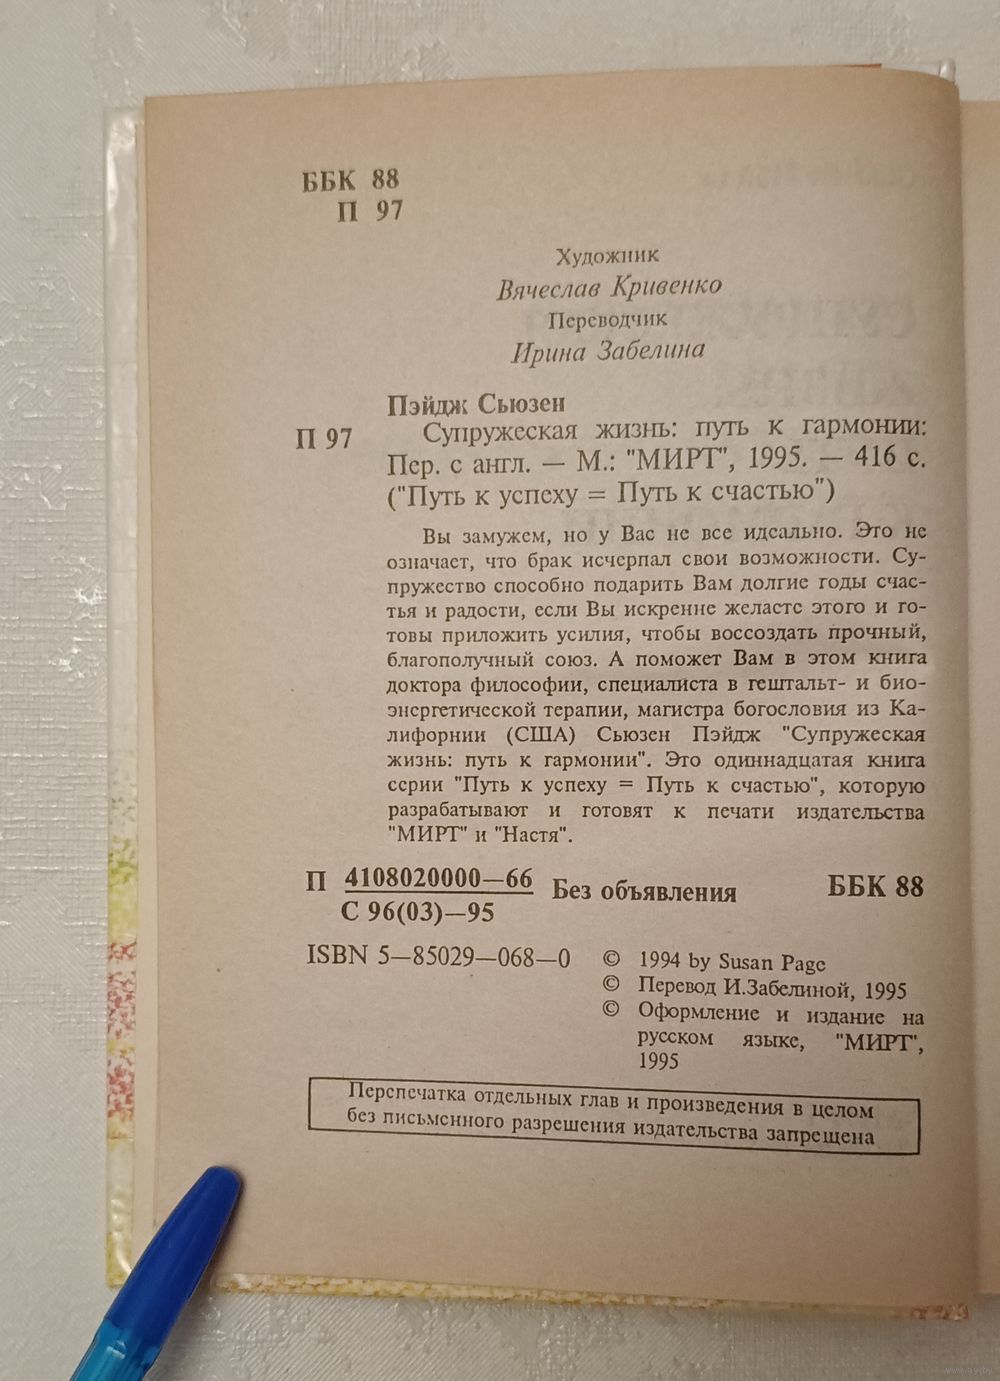 ББК 88
П 97
Художник
Вячеслав Кривенко
Переводчик
Ирина Забелина
Пэйдж Сьюзен
П 97 Супружеская жизнь: путь к гармонии:
Пер. с англ. — М.: "МИРТ", 1995. — 416 с.
("Путь к успеху = Путь к счастью")
Вы замужем, но у Вас не все идеально. Это не
означает, что брак исчерпал свои возможности. Су-
пружество способно подарить Вам долгие годы счас-
тья и радости, если Вы искренне желаете этого и го-
товы приложить усилия, чтобы воссоздать прочный,
благополучный союз. А поможет Вам в этом книга
доктора философии, специалиста в гештальт- и био-
энергетической терапии, магистра богословия из Ка-
лифорнии (США) Сьюзен Пэйдж "Супружеская
жизнь: путь к гармонии". Это одиннадцатая книга
серии "Путь к успеху = Путь к счастью", которую
разрабатывают и готовят к печати издательства
"МИРТ" и "Настя".
П 4108020000—66 Без объявления ББК 88
С 96(03)—95
ISBN 5—85029—068—0
© 1994 by Susan Page
© Перевод И.Забелиной, 1995
© Оформление и издание на
русском языке, "МИРТ",
1995
Перепечатка отдельных глав и произведения в целом
без письменного разрешения издательства запрещена